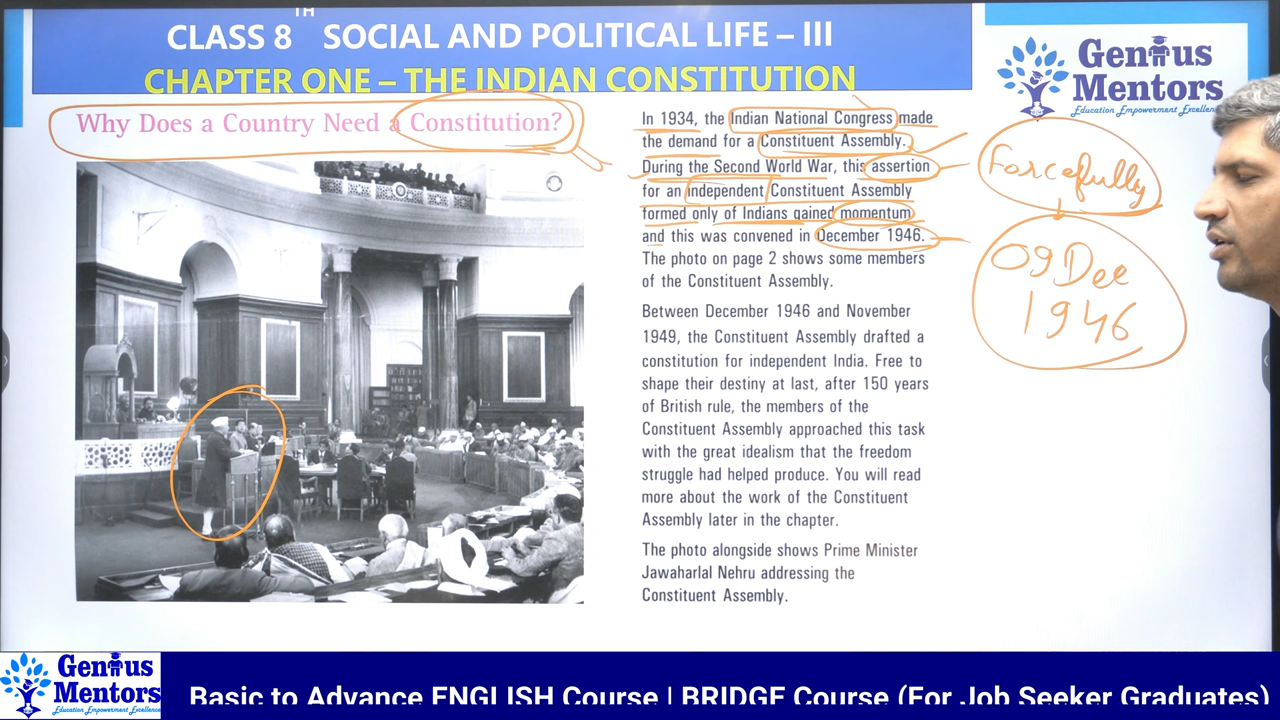 TH
CLASS 8 SOCIAL AND POLITICAL LIFE – III
CHAPTER ONE – THE INDIAN CONSTITUTION
Genius
Mentors
Education Empowerment Excellence
Why Does a Country Need a Constitution?
In 1934, the Indian National Congress made
the demand for a Constituent Assembly.
During the Second World War, this assertion
for an independent Constituent Assembly
formed only of Indians gained momentum
and this was convened in December 1946.
The photo on page 2 shows some members
of the Constituent Assembly.
Between December 1946 and November
1949, the Constituent Assembly drafted a
constitution for independent India. Free to
shape their destiny at last, after 150 years
of British rule, the members of the
Constituent Assembly approached this task
with the great idealism that the freedom
struggle had helped produce. You will read
more about the work of the Constituent
Assembly later in the chapter.
The photo alongside shows Prime Minister
Jawaharlal Nehru addressing the
Constituent Assembly.
Forcefully
09 Dec
1946
Genius
Mentors
Education Empowerment Excellence
Basic to Advance ENGLISH Course | BRIDGE Course (For Job Seeker Graduates)